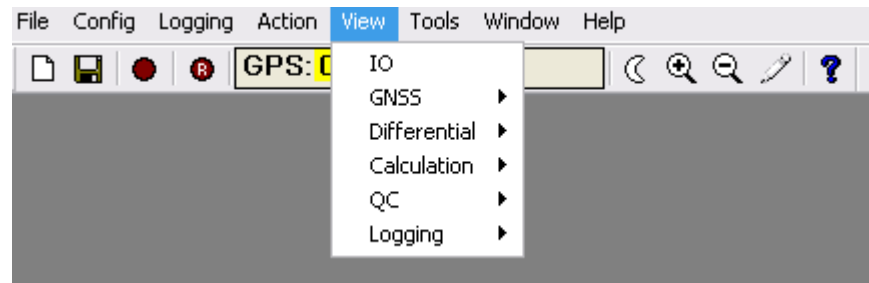 File Config Logging Action View Tools Window Help
R GPS: ?
IO
GNSS
Differential
Calculation
QC
Logging